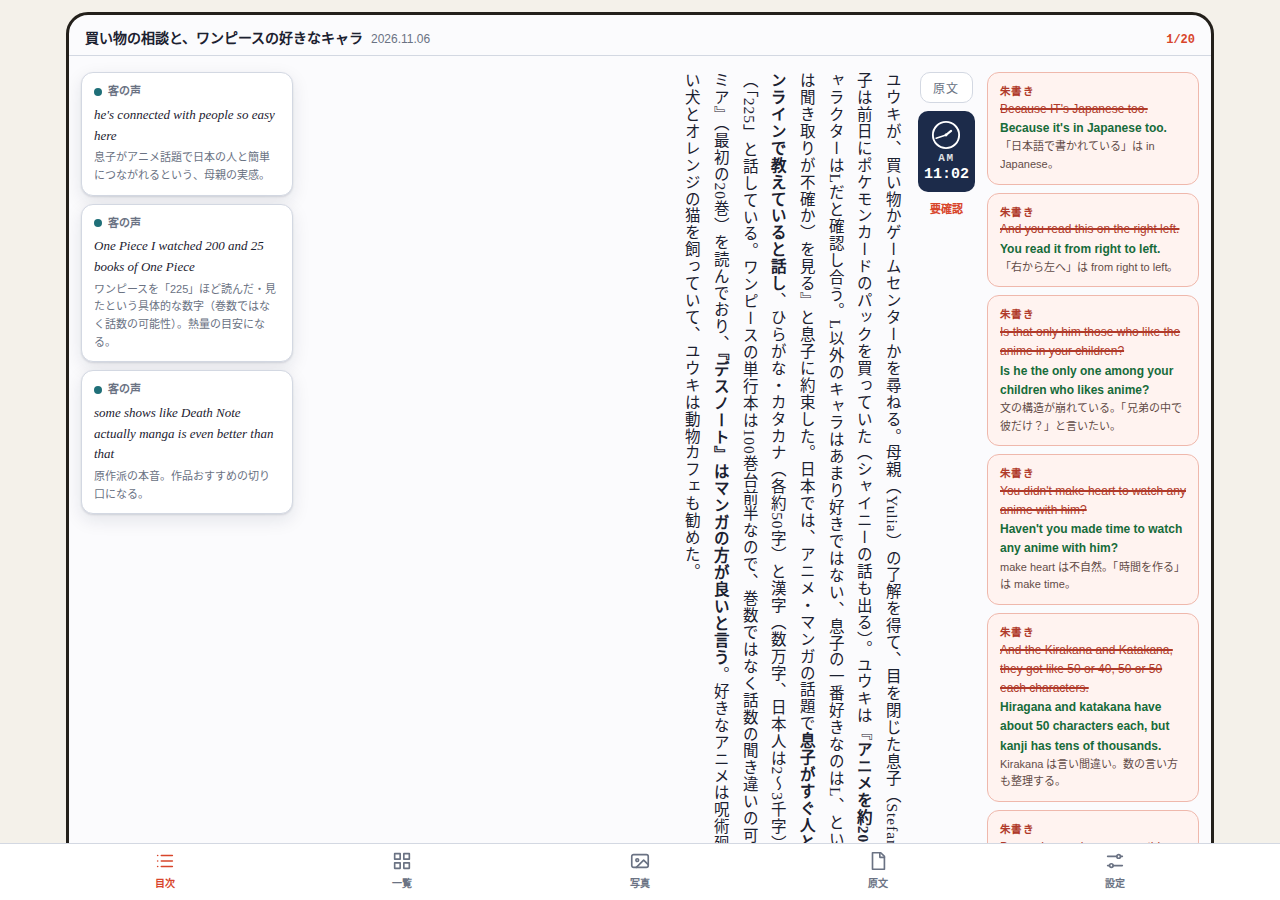 買い物の相談と、ワンピースの好きなキャラ 2026.11.06
1/20
朱書き
Because IT's Japanese too.
Because it's in Japanese too.
「日本語で書かれている」は in
Japanese。
朱書き
And you read this on the right left.
You read it from right to left.
「右から左へ」は from right to left。
朱書き
Is that only him those who like the
anime in your children?
Is he the only one among your
children who likes anime?
文の構造が崩れている。「兄弟の中で
彼だけ？」と言いたい。
朱書き
You didn't make heart to watch any
anime with him?
Haven't you made time to watch
any anime with him?
make heart は不自然。「時間を作る」
は make time。
朱書き
And the Kirakana and Katakana,
they got like 50 or 40, 50 or 50
each characters.
Hiragana and katakana have
about 50 characters each, but
kanji has tens of thousands.
Kirakana は言い間違い。数の言い方
も整理する。
朱書き
原文
AM
11:02
要確認
ユウキが、買い物かゲームセンターかを尋ねる。母親（Yulia）の了解を得て、目を閉じた息子（Stefan
子は前日にポケモンカードのパックを買っていた（シャイニーの話も出る）。ユウキは『アニメを約20
ャラクターはLだと確認し合う。L以外のキャラはあまり好きではない、息子の一番好きなのはL、とい
は聞き取りが不確か）を見る』と息子に約束した。日本では、アニメ・マンガの話題で息子がすぐ人と
ンラインで教えていると話し、ひらがな・カタカナ（各約50字）と漢字（数万字、日本人は2〜3千字）
（「225」と話している。ワンピースの単行本は100巻台前半なので、巻数ではなく話数の聞き違いの可
ミア』（最初の20巻）を読んでおり、『デスノート』はマンガの方が良いと言う。好きなアニメは呪術廻
い犬とオレンジの猫を飼っていて、ユウキは動物カフェも勧めた。
客の声
he's connected with people so easy
here
息子がアニメ話題で日本の人と簡単
につながれるという、母親の実感。
客の声
One Piece I watched 200 and 25
books of One Piece
ワンピースを「225」ほど読んだ・見
たという具体的な数字（巻数ではな
く話数の可能性）。熱量の目安にな
る。
客の声
some shows like Death Note
actually manga is even better than
that
原作派の本音。作品おすすめの切り
口になる。
目次
一覧
写真
原文
設定